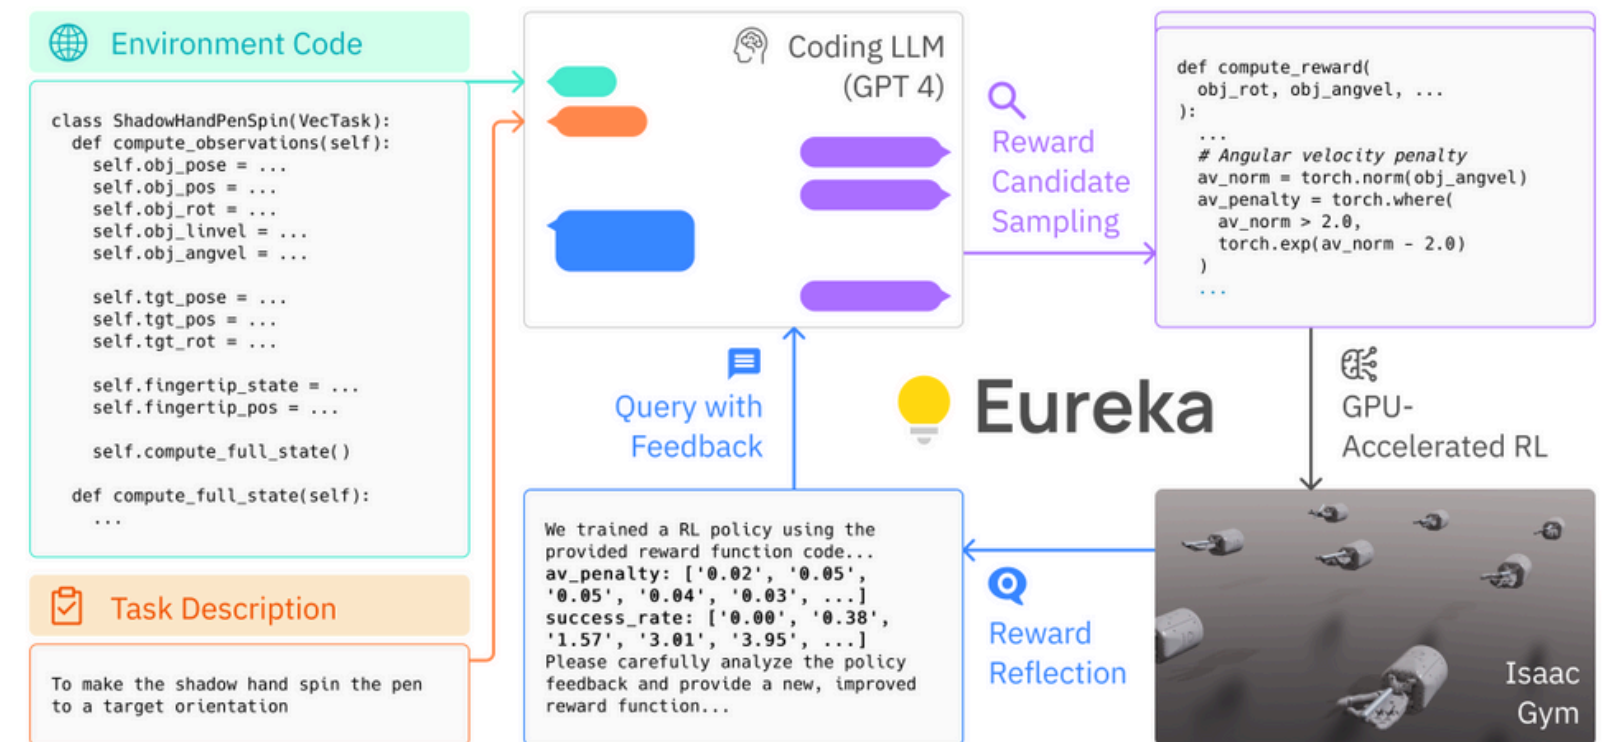 Environment Code
class ShadowHandPenSpin(VecTask):
def compute_observations(self):
self.obj_pose = ...
self.obj_pos = ...
self.obj_rot = ...
self.obj_linvel = ...
self.obj_angvel = ...
self.tgt_pose = ...
self.tgt_pos = ...
self.tgt_rot = ...
self.fingertip_state = ...
self.fingertip_pos = ...
self.compute_full_state()
def compute_full_state(self):
...
Task Description
To make the shadow hand spin the pen
to a target orientation
Coding LLM
(GPT 4)
Reward
Candidate
Sampling
def compute_reward(
obj_rot, obj_angvel, ...
):
...
# Angular velocity penalty
av_norm = torch.norm(obj_angvel)
av_penalty = torch.where(
av_norm > 2.0,
torch.exp(av_norm - 2.0)
)
...
Query with
Feedback
Eureka
GPU-
Accelerated RL
We trained a RL policy using the
provided reward function code...
av_penalty: ['0.02', '0.05',
'0.05', '0.04', '0.03', ...]
success_rate: ['0.00', '0.38',
'1.57', '3.01', '3.95', ...]
Please carefully analyze the policy
feedback and provide a new, improved
reward function...
Reward
Reflection
Isaac
Gym